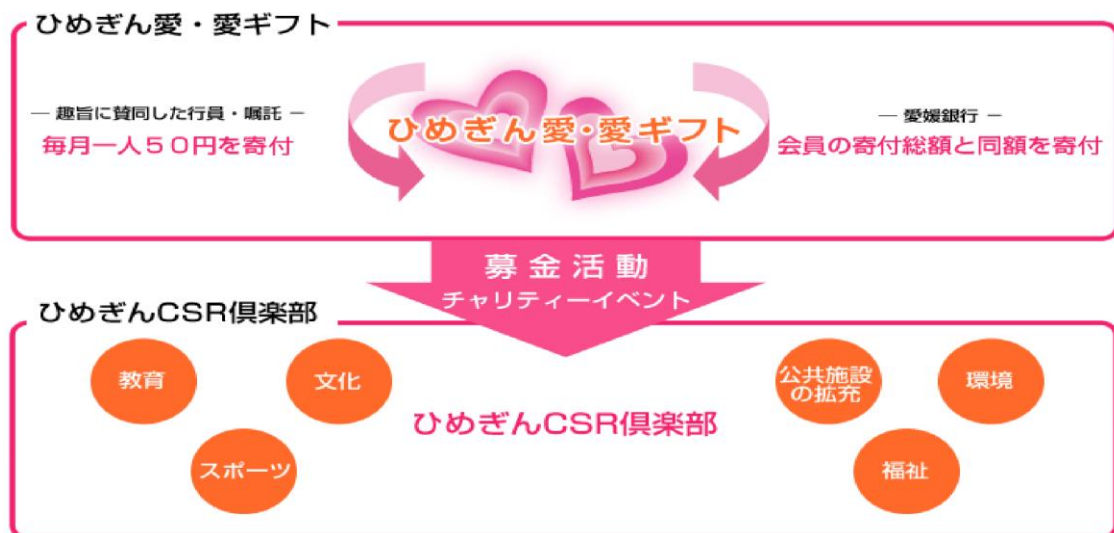 ひめぎん愛・愛ギフト
― 趣旨に賛同した行員・嘱託 －
毎月一人５０円を寄付
ひめぎん愛・愛ギフト
― 愛媛銀行 －
会員の寄付総額と同額を寄付
募金活動
チャリティーイベント
ひめぎんCSR倶楽部
教育
文化
スポーツ
ひめぎんCSR倶楽部
公共施設
の拡充
環境
福祉